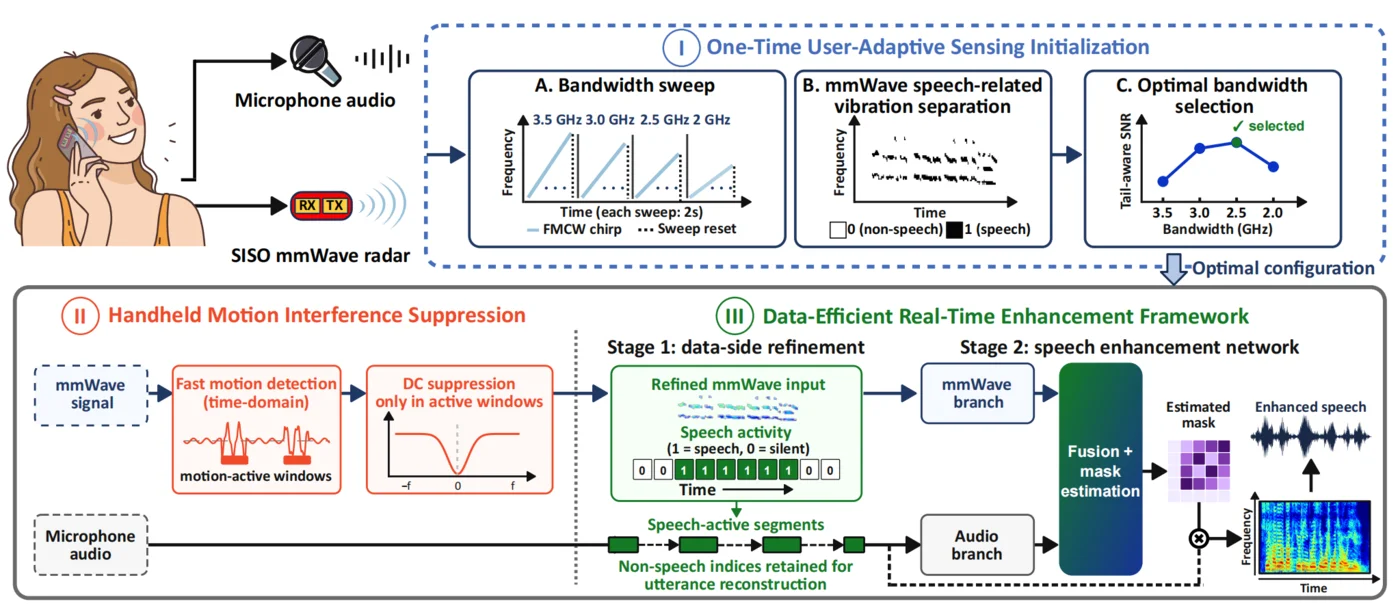 Microphone audio
RX TX
SISO mmWave radar
I One-Time User-Adaptive Sensing Initialization
A. Bandwidth sweep
3.5 GHz 3.0 GHz 2.5 GHz 2 GHz
Frequency
Time (each sweep: 2s)
FMCW chirp
Sweep reset
B. mmWave speech-related
vibration separation
Frequency
Time
0 (non-speech) 1 (speech)
C. Optimal bandwidth
selection
✓ selected
Tail-aware SNR
3.5 3.0 2.5 2.0
Bandwidth (GHz)
Optimal configuration
II Handheld Motion Interference Suppression
mmWave
signal
Fast motion detection
(time-domain)
motion-active windows
DC suppression
only in active windows
−f 0 f
Microphone
audio
III Data-Efficient Real-Time Enhancement Framework
Stage 1: data-side refinement
Refined mmWave input
Speech activity
(1 = speech, 0 = silent)
0 0 1 1 1 1 1 1 0 0
Time
Speech-active segments
Non-speech indices retained for
utterance reconstruction
Stage 2: speech enhancement network
mmWave
branch
Audio
branch
Fusion +
mask
estimation
Estimated
mask
Enhanced speech
Frequency
Time